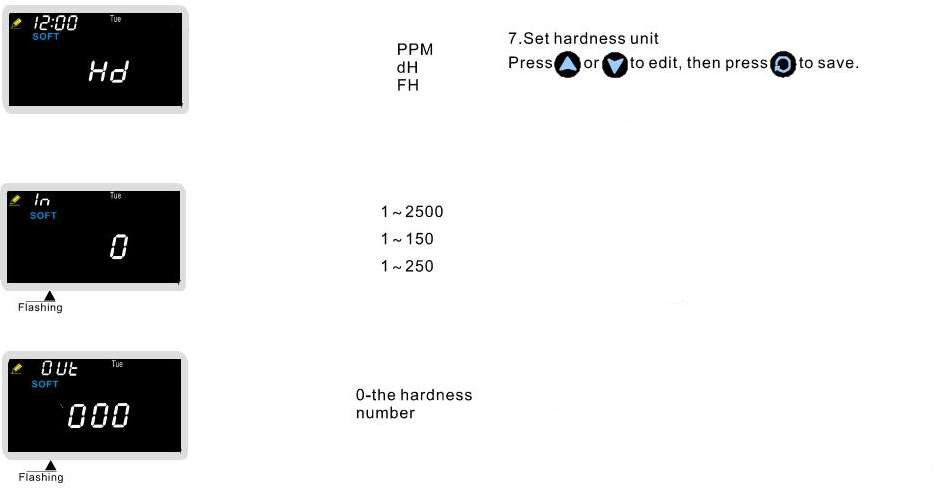 12:00 Tue
SOFT
Hd
PPM
dH
FH
7.Set hardness unit
Press or to edit, then press to save.
In Tue
SOFT
0
Flashing
1~2500
1~150
1~250
OUt Tue
SOFT
000
Flashing
0-the hardness
number